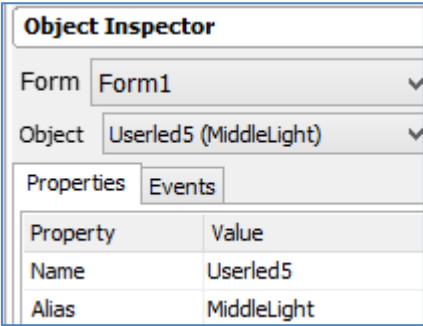 Object Inspector
Form Form1
Object Userled5 (MiddleLight)
Properties Events
Property Value
Name Userled5
Alias MiddleLight